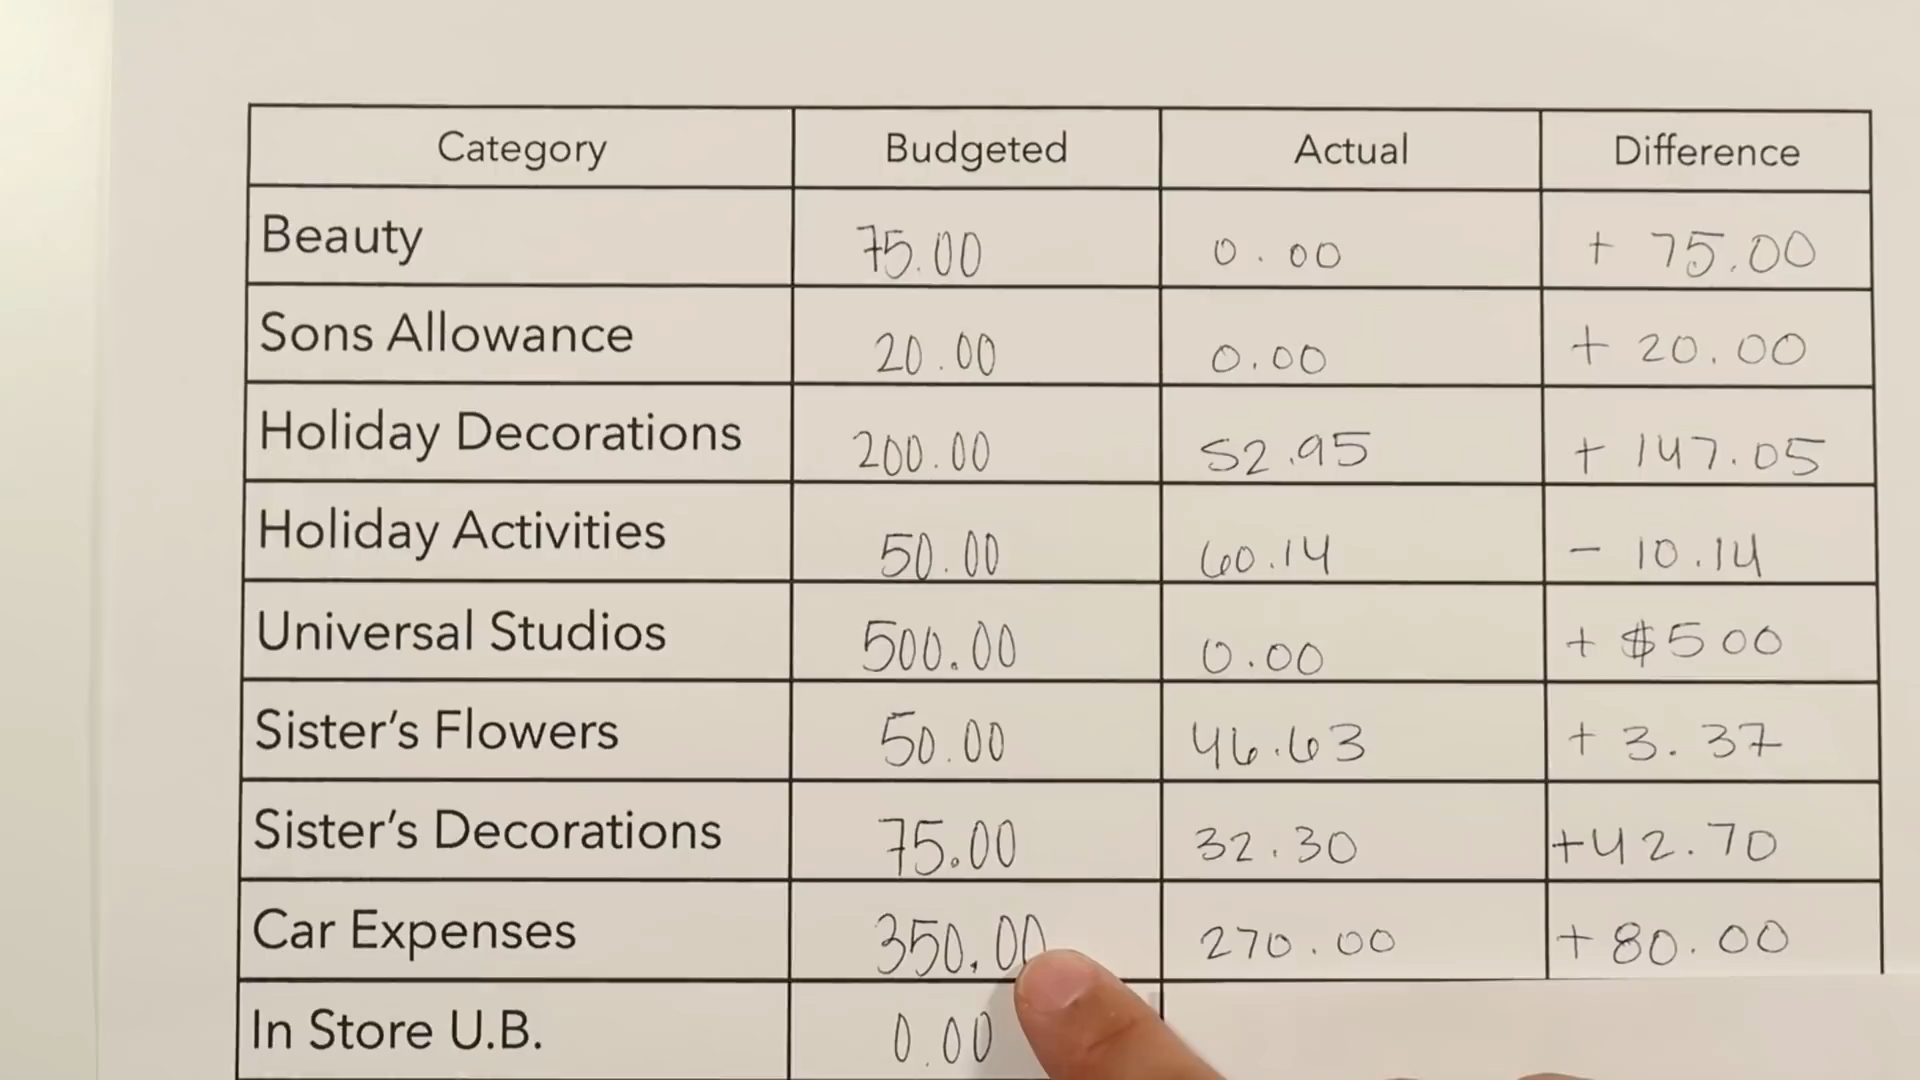 Category Budgeted Actual Difference
Beauty 75.00 0.00 + 75.00
Sons Allowance 20.00 0.00 + 20.00
Holiday Decorations 200.00 52.95 + 147.05
Holiday Activities 50.00 60.14 - 10.14
Universal Studios 500.00 0.00 + $500
Sister's Flowers 50.00 46.63 + 3.37
Sister's Decorations 75.00 32.30 +42.70
Car Expenses 350.00 270.00 + 80.00
In Store U.B. 0.00